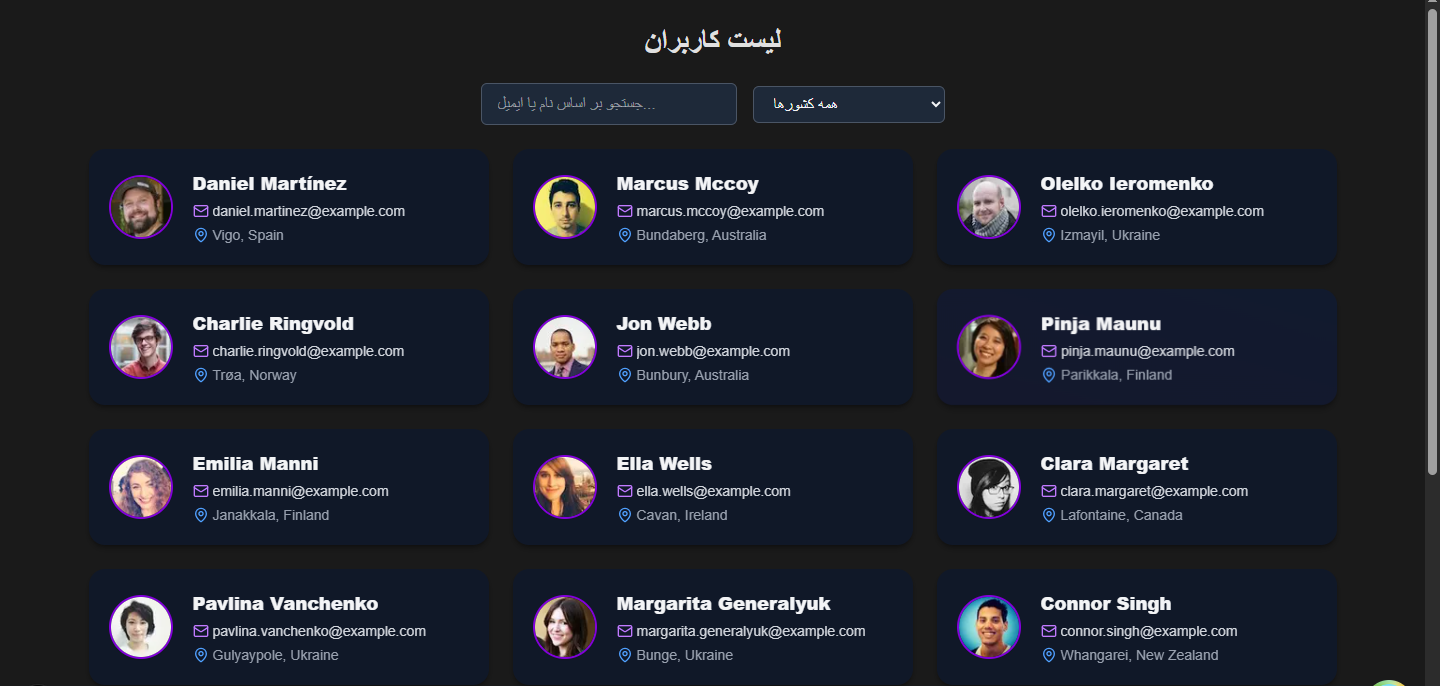 لیست کاربران
جستجو بر اساس نام یا ایمیل...
همه کشورها
Daniel Martínez
daniel.martinez@example.com
Vigo, Spain
Marcus Mccoy
marcus.mccoy@example.com
Bundaberg, Australia
Olelko Ieromenko
olelko.ieromenko@example.com
Izmayil, Ukraine
Charlie Ringvold
charlie.ringvold@example.com
Trøa, Norway
Jon Webb
jon.webb@example.com
Bunbury, Australia
Pinja Maunu
pinja.maunu@example.com
Parikkala, Finland
Emilia Manni
emilia.manni@example.com
Janakkala, Finland
Ella Wells
ella.wells@example.com
Cavan, Ireland
Clara Margaret
clara.margaret@example.com
Lafontaine, Canada
Pavlina Vanchenko
pavlina.vanchenko@example.com
Gulyaypole, Ukraine
Margarita Generalyuk
margarita.generalyuk@example.com
Bunge, Ukraine
Connor Singh
connor.singh@example.com
Whangarei, New Zealand